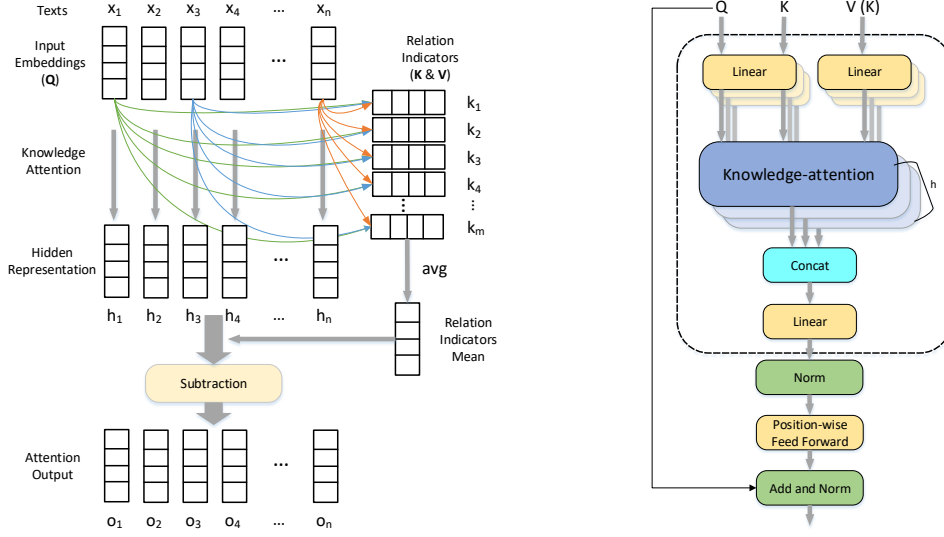 Texts
x1 x2 x3 x4 ... xn
Input
Embeddings
(Q)
...
Relation
Indicators
(K & V)
k1
k2
k3
k4
⋮
⋮
km
Knowledge
Attention
Hidden
Representation
...
h1 h2 h3 h4 ... hn
avg
Relation
Indicators
Mean
Subtraction
Attention
Output
...
o1 o2 o3 o4 ... on
Q K V (K)
Linear Linear
Knowledge-attention
h
Concat
Linear
Norm
Position-wise
Feed Forward
Add and Norm